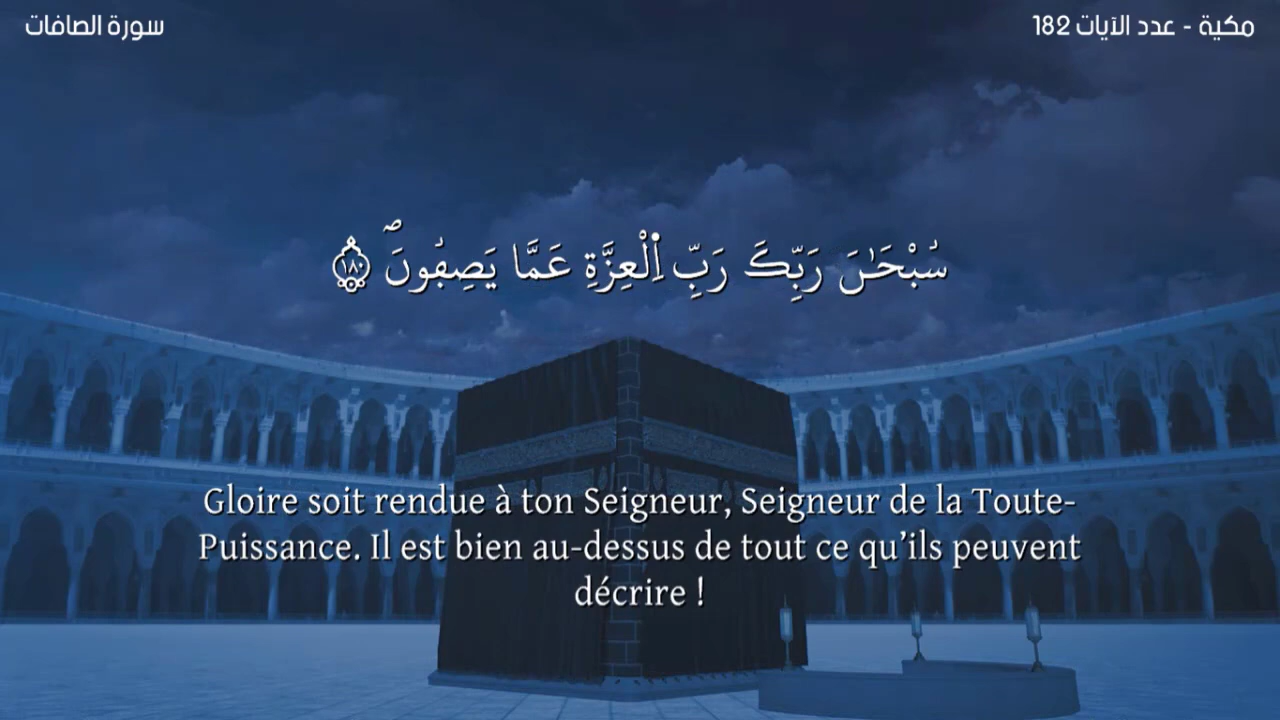 سورة الصافات
مكية - عدد الآيات 182
سُبْحَٰنَ رَبِّكَ رَبِّ اِ۬لْعِزَّةِ عَمَّا يَصِفُونَۖ ١٨٠
Gloire soit rendue à ton Seigneur, Seigneur de la Toute-
Puissance. Il est bien au-dessus de tout ce qu’ils peuvent
décrire !